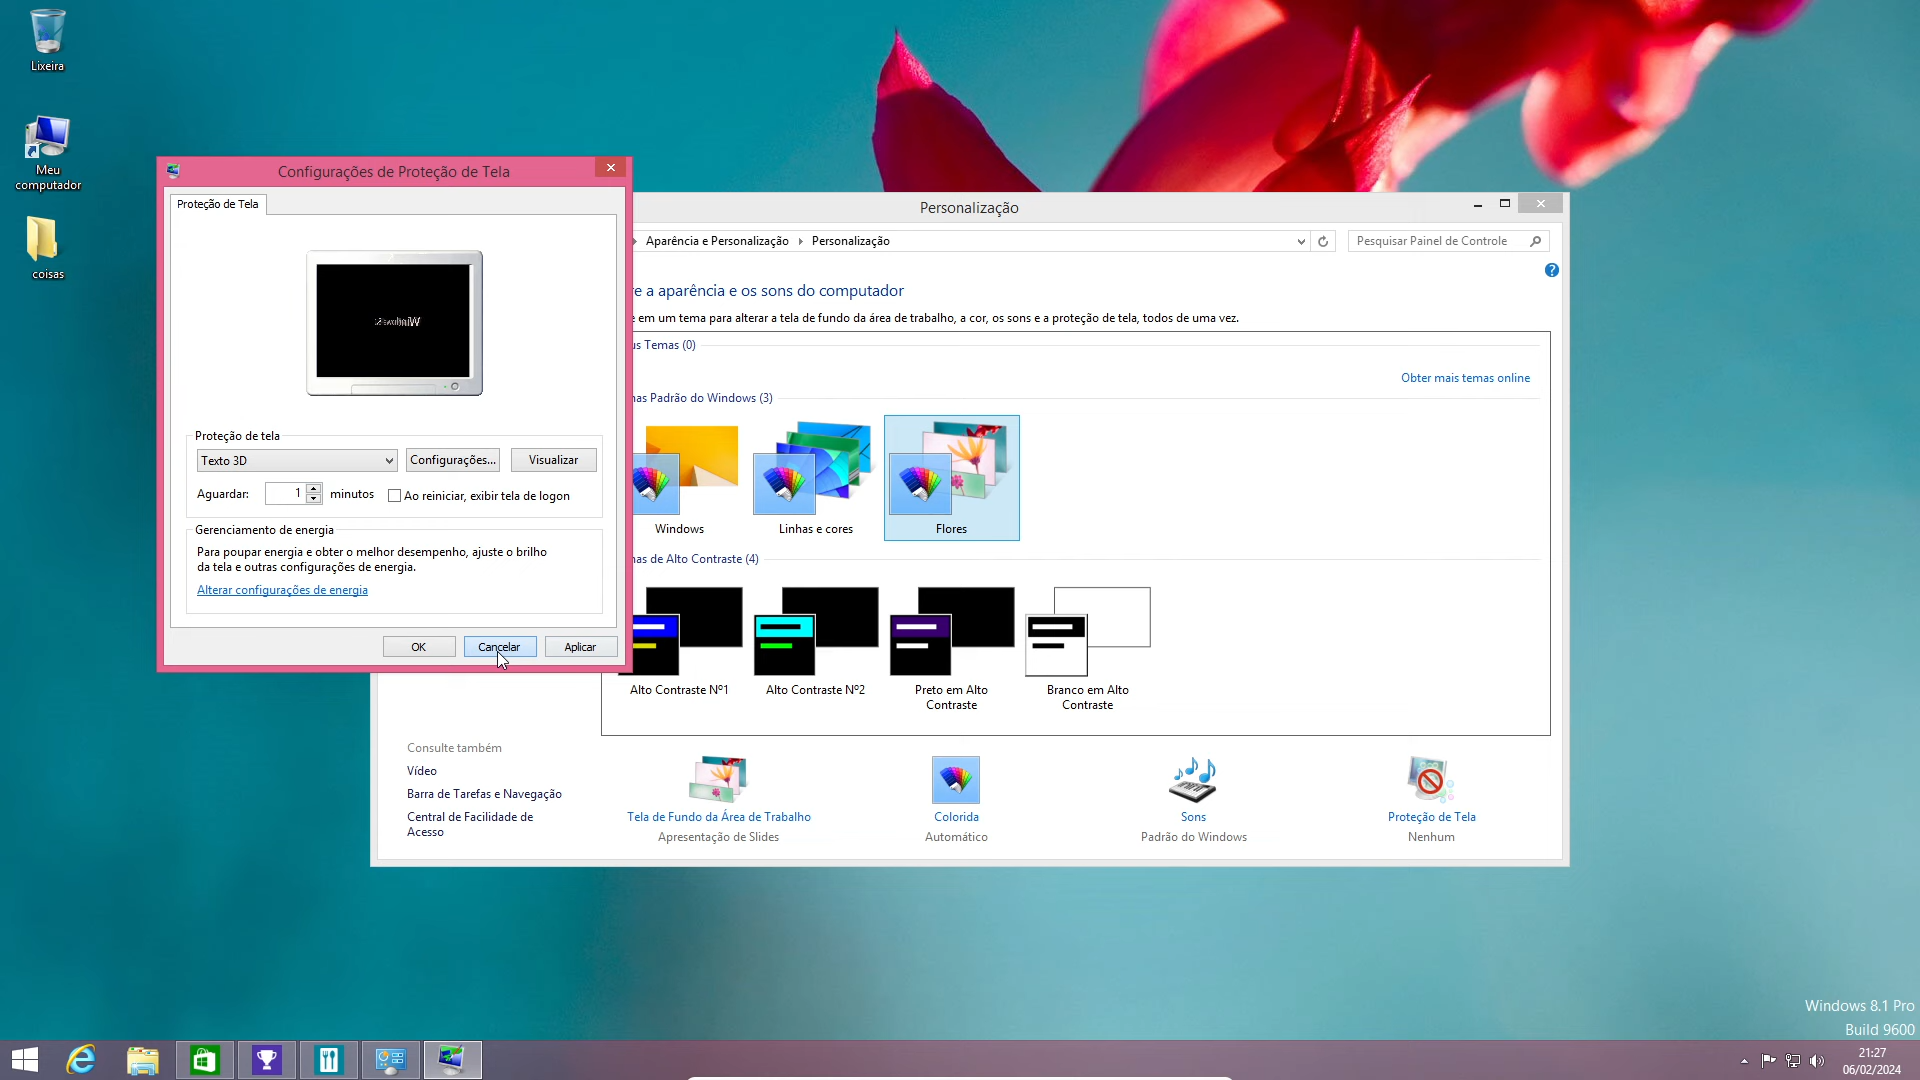 Lixeira
Meu
computador
coisas
Configurações de Proteção de Tela
Proteção de Tela
Proteção de tela
Texto 3D
Configurações...
Visualizar
Aguardar:
1
minutos
Ao reiniciar, exibir tela de logon
Gerenciamento de energia
Para poupar energia e obter o melhor desempenho, ajuste o brilho
da tela e outras configurações de energia.
Alterar configurações de energia
OK
Cancelar
Aplicar
Personalização
Aparência e Personalização
Personalização
Pesquisar Painel de Controle
re a aparência e os sons do computador
e em um tema para alterar a tela de fundo da área de trabalho, a cor, os sons e a proteção de tela, todos de uma vez.
us Temas (0)
Obter mais temas online
nas Padrão do Windows (3)
Windows
Linhas e cores
Flores
nas de Alto Contraste (4)
Alto Contraste Nº1
Alto Contraste Nº2
Preto em Alto
Contraste
Branco em Alto
Contraste
Consulte também
Vídeo
Barra de Tarefas e Navegação
Central de Facilidade de
Acesso
Tela de Fundo da Área de Trabalho
Apresentação de Slides
Colorida
Automático
Sons
Padrão do Windows
Proteção de Tela
Nenhum
Windows 8.1 Pro
Build 9600
21:27
06/02/2024